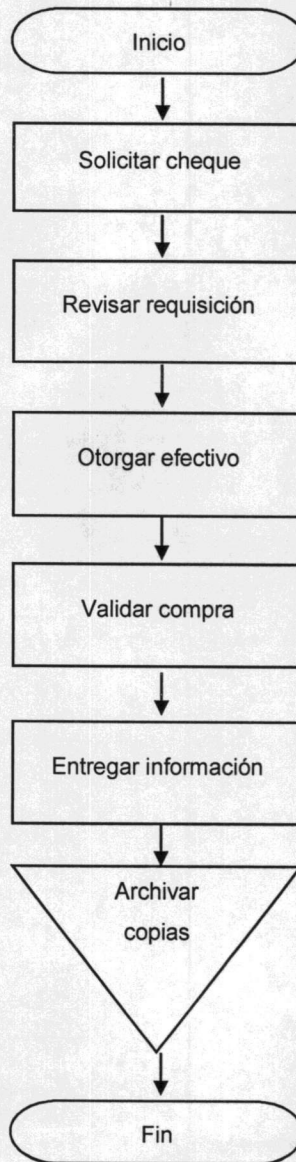 Inicio
Solicitar cheque
Revisar requisición
Otorgar efectivo
Validar compra
Entregar información
Archivar
copias
Fin